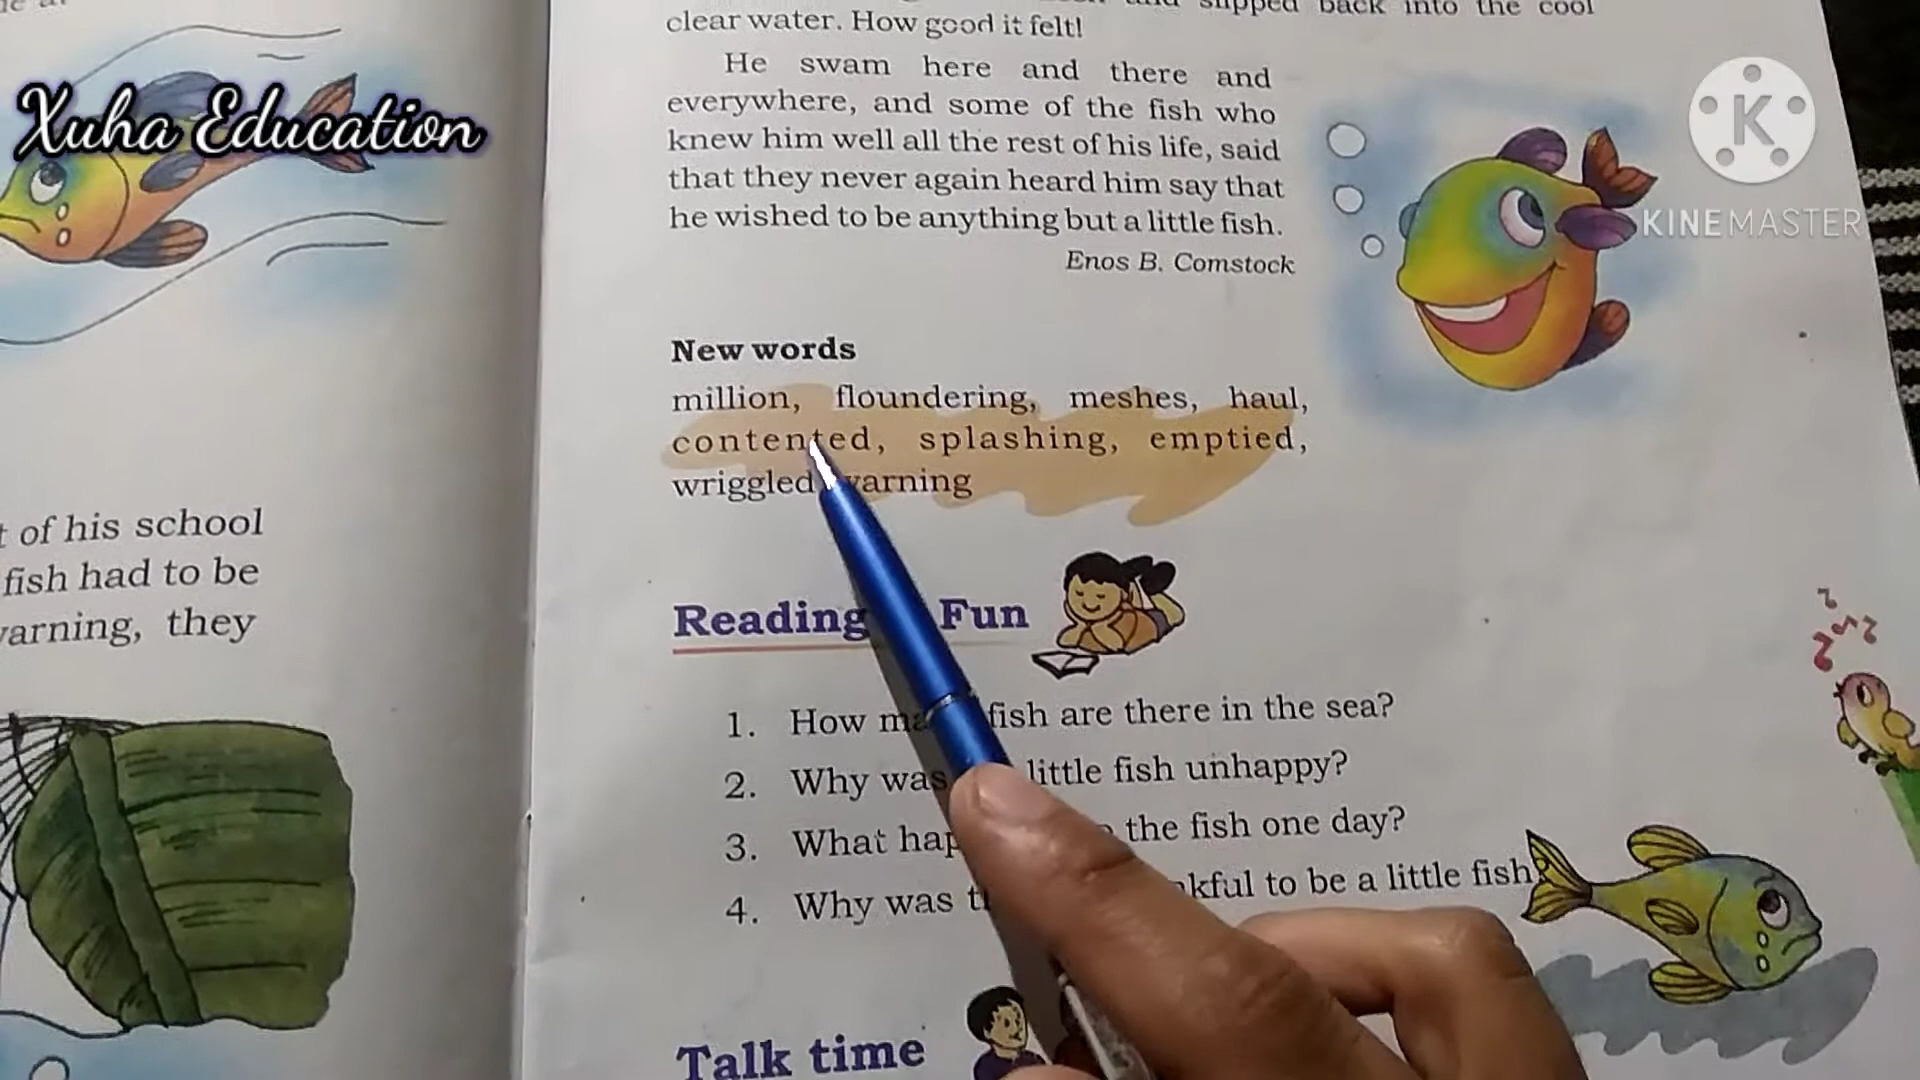 Xuha Education
K
KINEMASTER
of his school
fish had to be
they
slipped back into the cool
clear water. How good it felt!
He swam here and there and
everywhere, and some of the fish who
knew him well all the rest of his life, said
that they never again heard him say that
he wished to be anything but a little fish.
Enos B. Comstock
New words
million, floundering, meshes, haul,
contented, splashing, emptied,
wriggled
Reading Fun
1. How fish are there in the sea?
2. Why was little fish unhappy?
3. What the fish one day?
4. Why was to be a little fish
Talk time